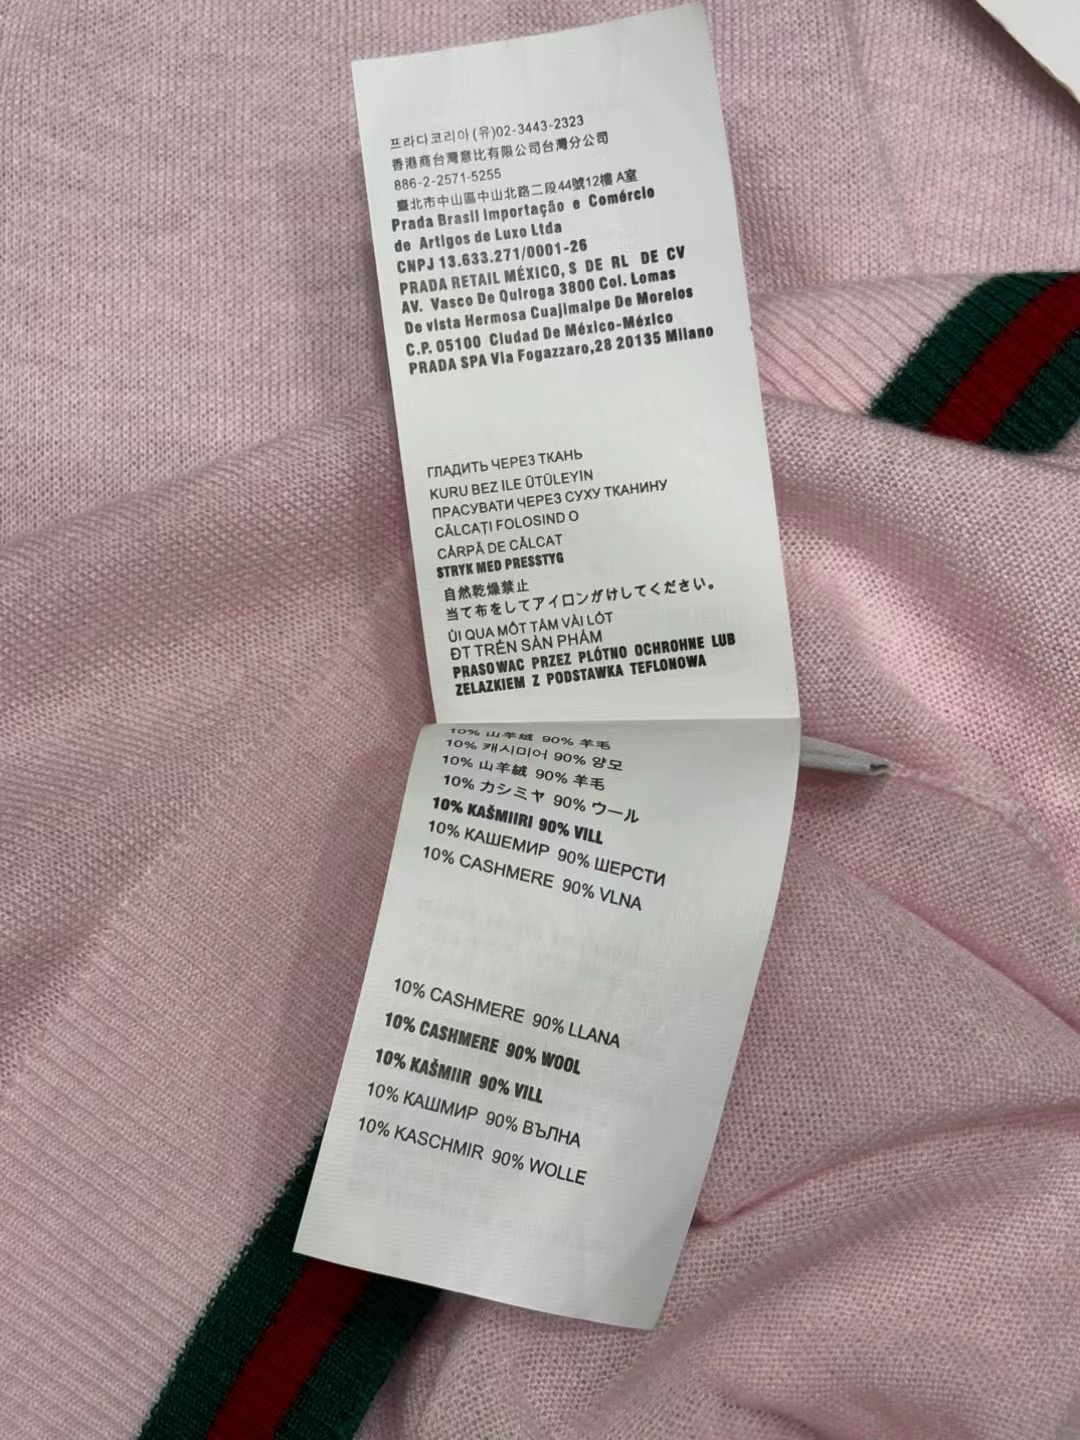 프라다코리아(유)02-3443-2323
香港商台灣意比有限公司台灣分公司
886-2-2571-5255
臺北市中山區中山北路二段44號12樓 A室
Prada Brasil Importação e Comércio
de Artigos de Luxo Ltda
CNPJ 13.633.271/0001-26
PRADA RETAIL MÉXICO, S DE RL DE CV
AV. Vasco De Quiroga 3800 Col. Lomas
De vista Hermosa Cuajimalpe De Morelos
C.P. 05100 Ciudad De México-México
PRADA SPA Via Fogazzaro,28 20135 Milano
ГЛАДИТЬ ЧЕРЕЗ ТКАНЬ
KURU BEZ ILE ÜTÜLEYIN
ПРАСУВАТИ ЧЕРЕЗ СУХУ ТКАНИНУ
CĂLCAȚI FOLOSIND O
CÂRPĂ DE CĂLCAT
STRYK MED PRESSTYG
自然乾燥禁止
当て布をしてアイロンがけしてください。
ỦI QUA MỘT TẤM VẢI LÓT
ĐT TRÊN SẢN PHẨM
PRASOWAC PRZEZ PLÓTNO OCHROHNE LUB
ZELAZKIEM Z PODSTAWKA TEFLONOWA
10% 山羊绒 90% 羊毛
10% 캐시미어 90% 양모
10% 山羊絨 90% 羊毛
10% カシミヤ 90% ウール
10% KAŠMIIRI 90% VILL
10% КАШЕМИР 90% ШЕРСТИ
10% CASHMERE 90% VLNA
10% CASHMERE 90% LLANA
10% CASHMERE 90% WOOL
10% KAŠMIIR 90% VILL
10% КАШМИР 90% ВЪЛНА
10% KASCHMIR 90% WOLLE